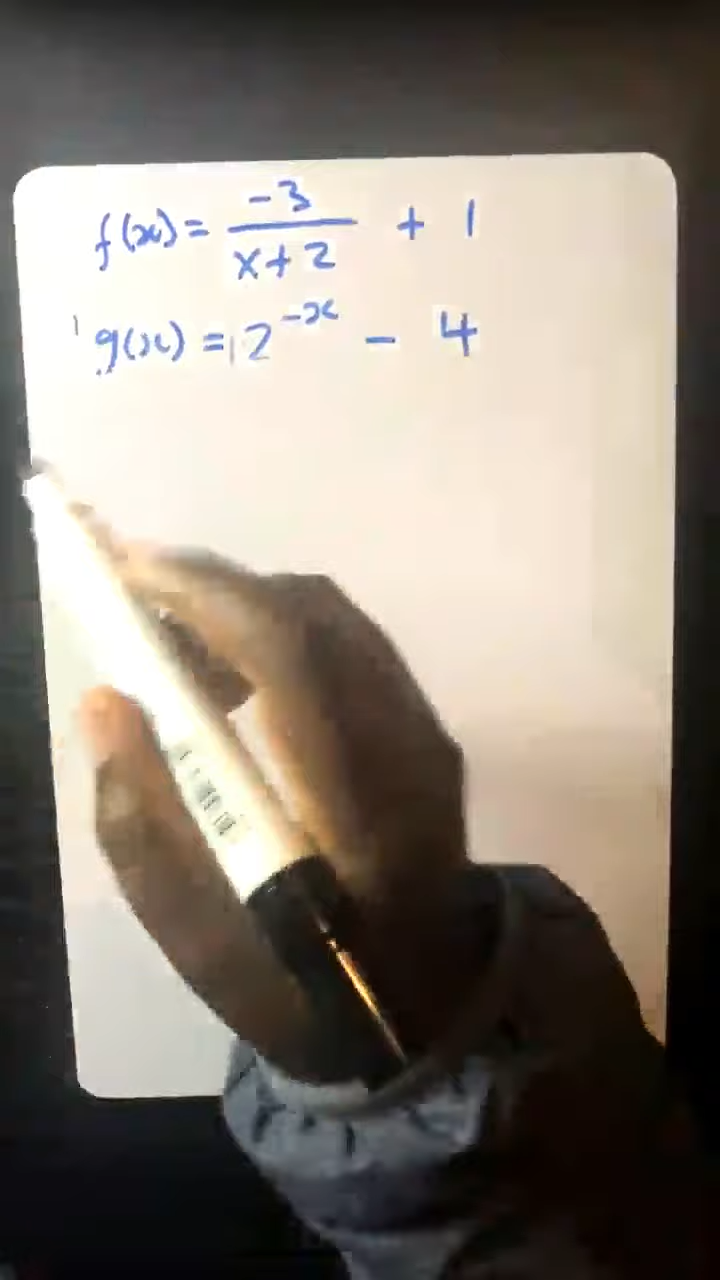 f(x) = -3/(x+2) + 1
g(x) = 2^(-x) - 4